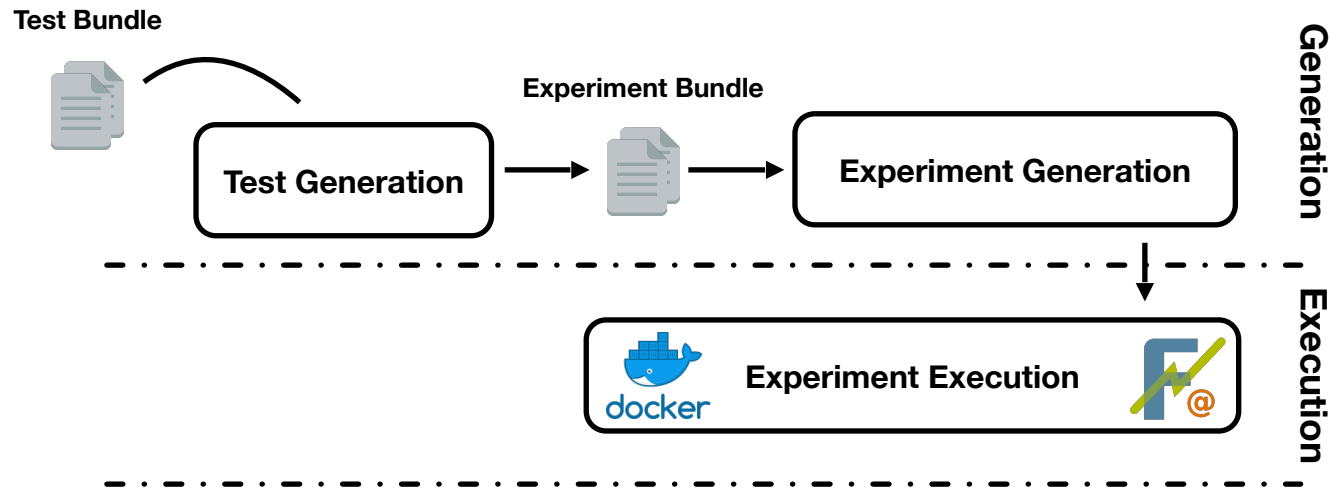 Test Bundle
Experiment Bundle
Test Generation
Experiment Generation
Generation
docker
Experiment Execution
F
@
Execution